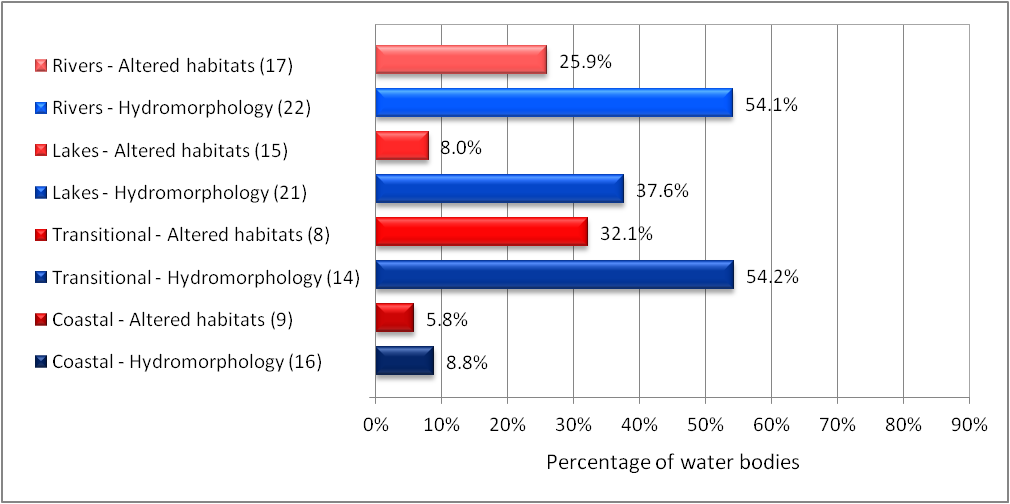 Rivers - Altered habitats (17) 25.9%
Rivers - Hydromorphology (22) 54.1%
Lakes - Altered habitats (15) 8.0%
Lakes - Hydromorphology (21) 37.6%
Transitional - Altered habitats (8) 32.1%
Transitional - Hydromorphology (14) 54.2%
Coastal - Altered habitats (9) 5.8%
Coastal - Hydromorphology (16) 8.8%
0% 10% 20% 30% 40% 50% 60% 70% 80% 90%
Percentage of water bodies